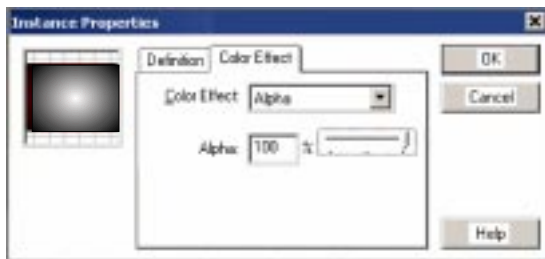 Instance Properties
Definition Color Effect
OK
Color Effect: Alpha
Cancel
Alpha: 100 %
Help